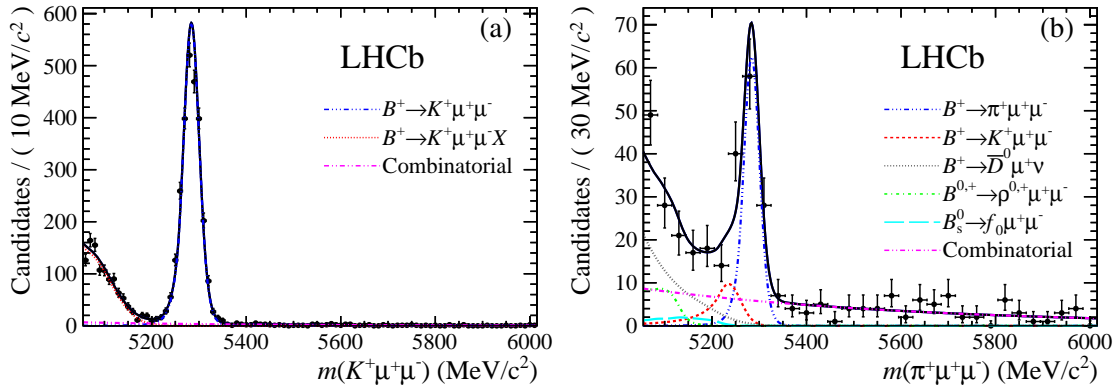 Candidates / ( 10 MeV/c²)
600
500
400
300
200
100
0
(a)
LHCb
B⁺→K⁺μ⁺μ⁻
B⁺→K⁺μ⁺μ⁻X
Combinatorial
5200 5400 5600 5800 6000
m(K⁺μ⁺μ⁻) (MeV/c²)
Candidates / ( 30 MeV/c²)
70
60
50
40
30
20
10
0
(b)
LHCb
B⁺→π⁺μ⁺μ⁻
B⁺→K⁺μ⁺μ⁻
B⁺→D̅⁰μ⁺ν
B⁰,⁺→ρ⁰,⁺μ⁺μ⁻
B⁰ₛ→f₀μ⁺μ⁻
Combinatorial
5200 5400 5600 5800 6000
m(π⁺μ⁺μ⁻) (MeV/c²)